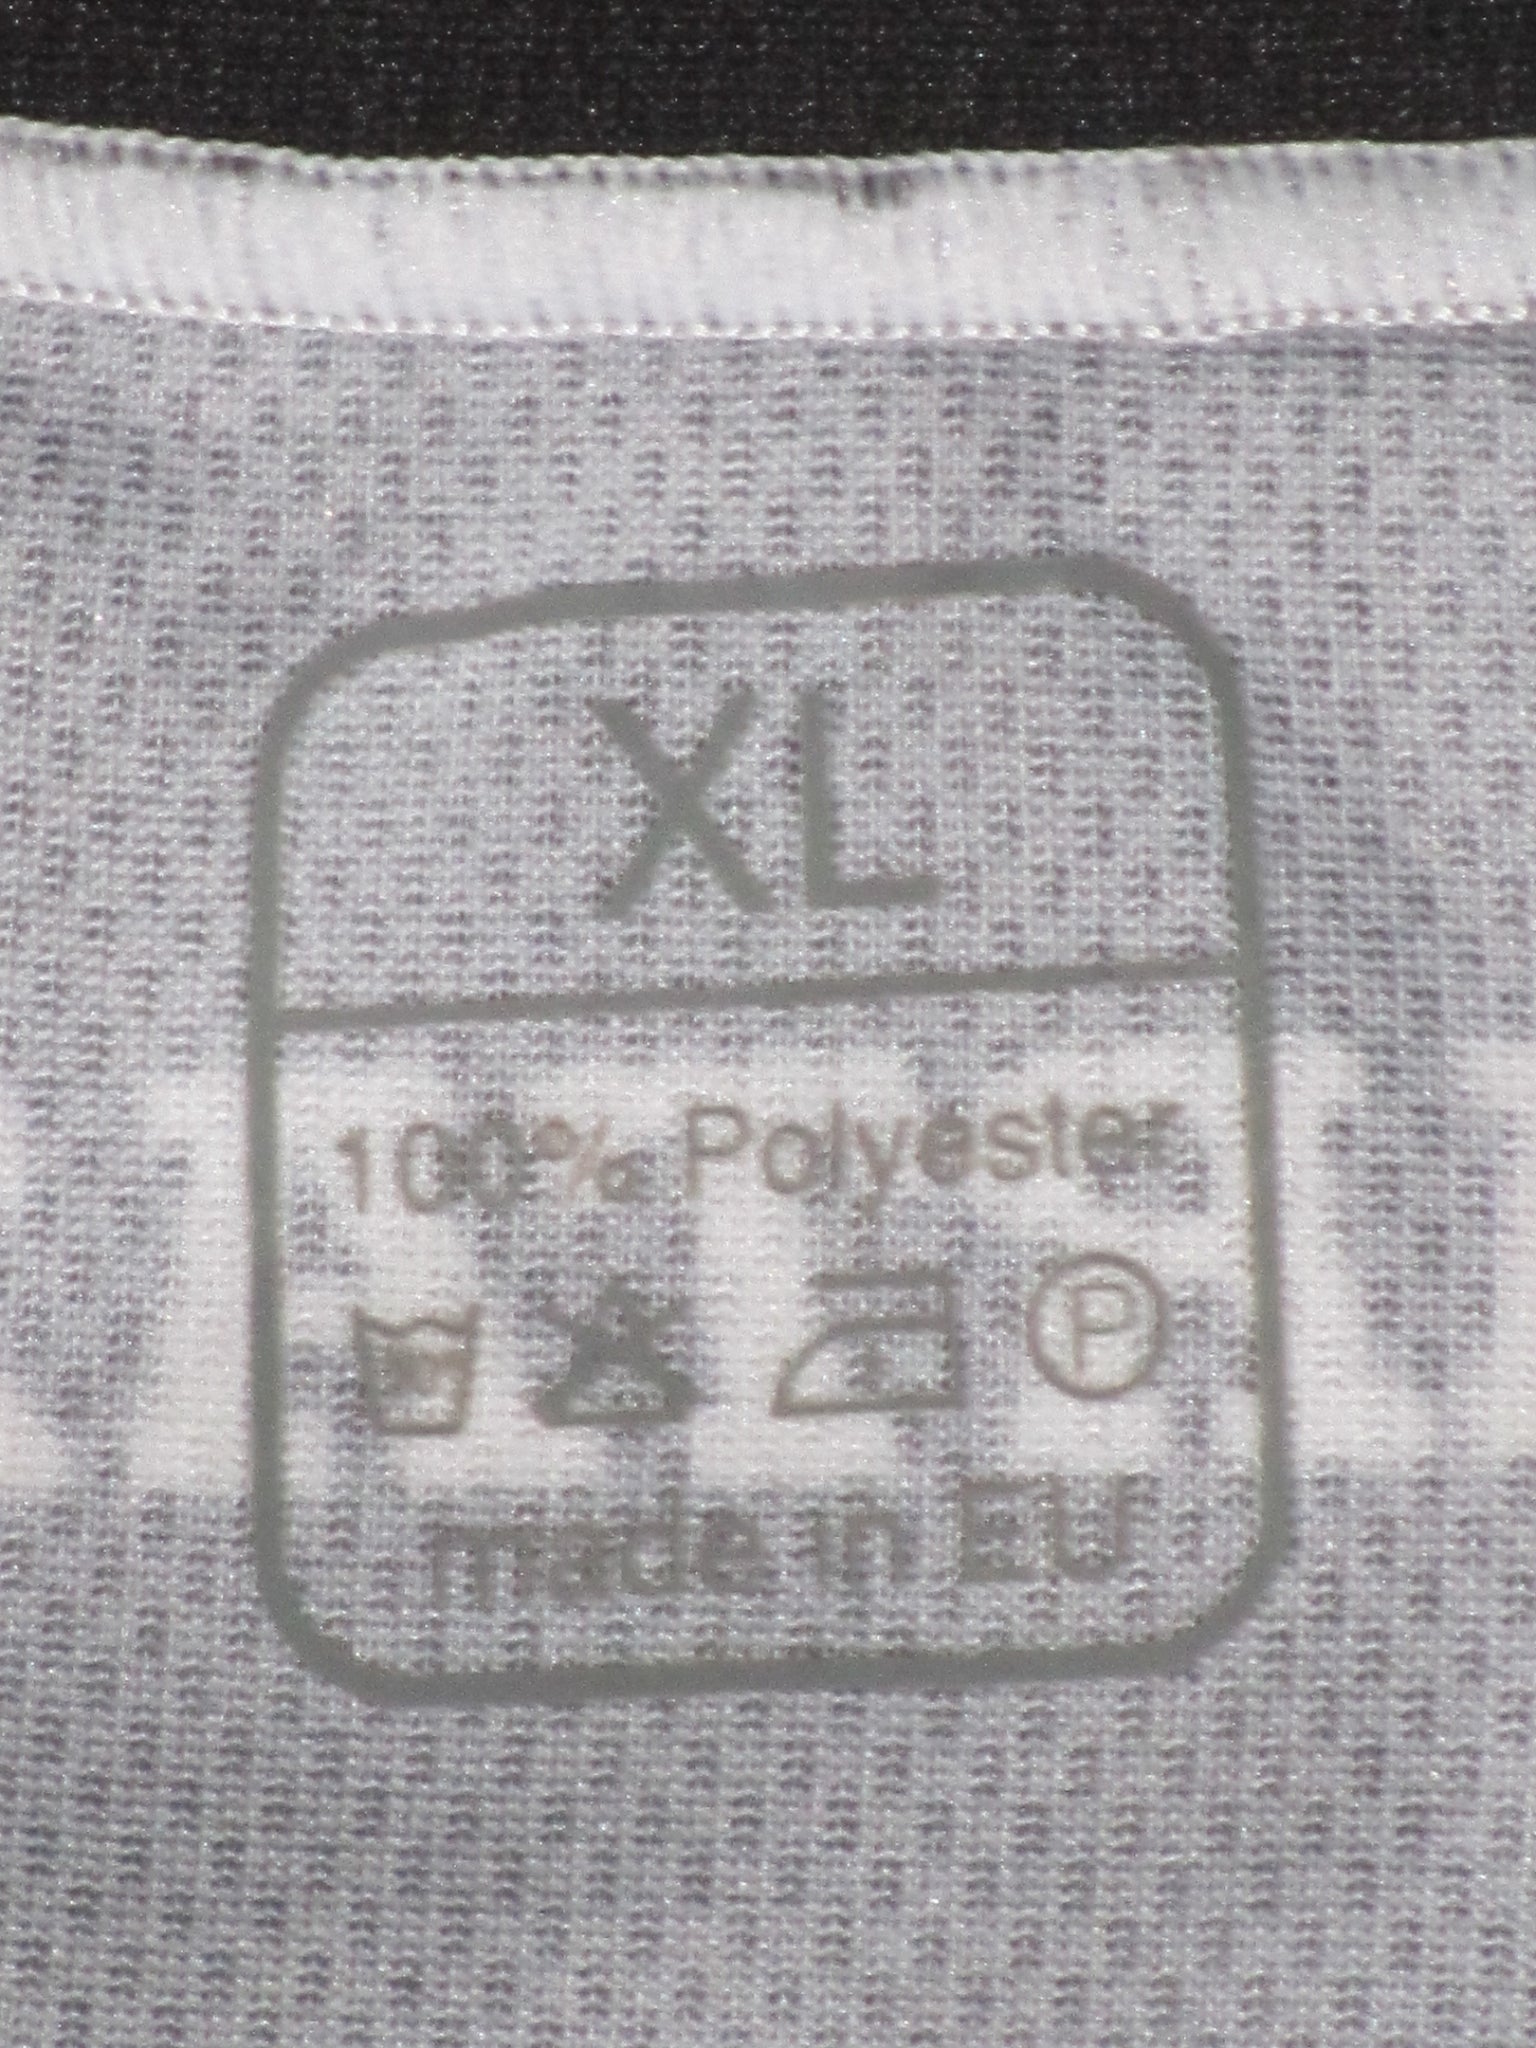 XL
100% Polyester
P
made in EU